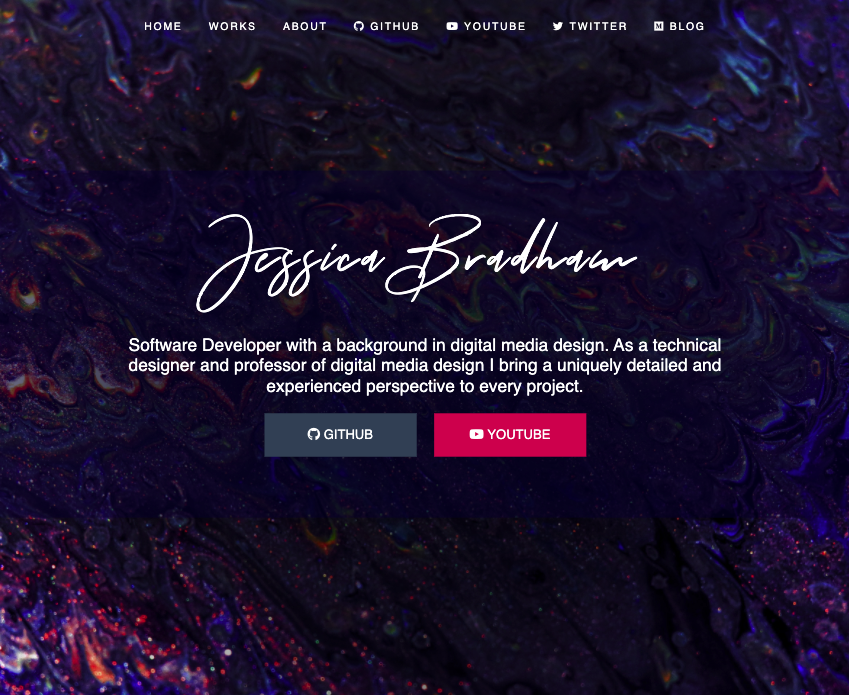 HOME WORKS ABOUT GITHUB YOUTUBE TWITTER BLOG
Jessica Bradham
Software Developer with a background in digital media design. As a technical
designer and professor of digital media design I bring a uniquely detailed and
experienced perspective to every project.
GITHUB YOUTUBE